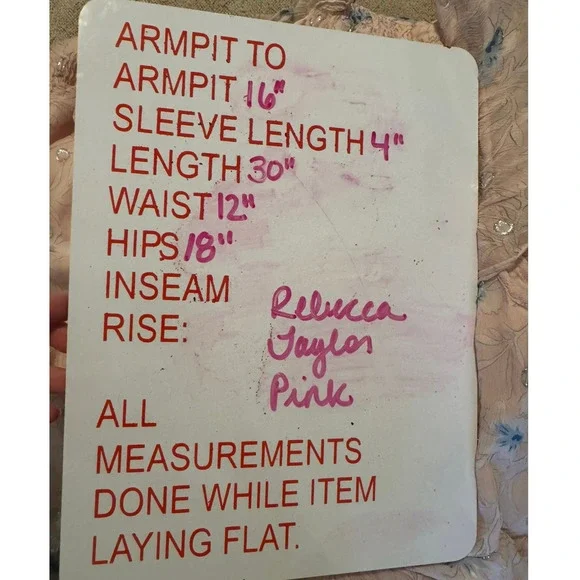 ARMPIT TO
ARMPIT 16"
SLEEVE LENGTH 4"
LENGTH 30"
WAIST 12"
HIPS 18"
INSEAM
RISE:
Rebecca
Taylor
Pink
ALL
MEASUREMENTS
DONE WHILE ITEM
LAYING FLAT.